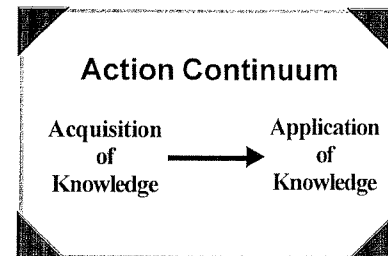 Action Continuum
Acquisition
of
Knowledge
Application
of
Knowledge